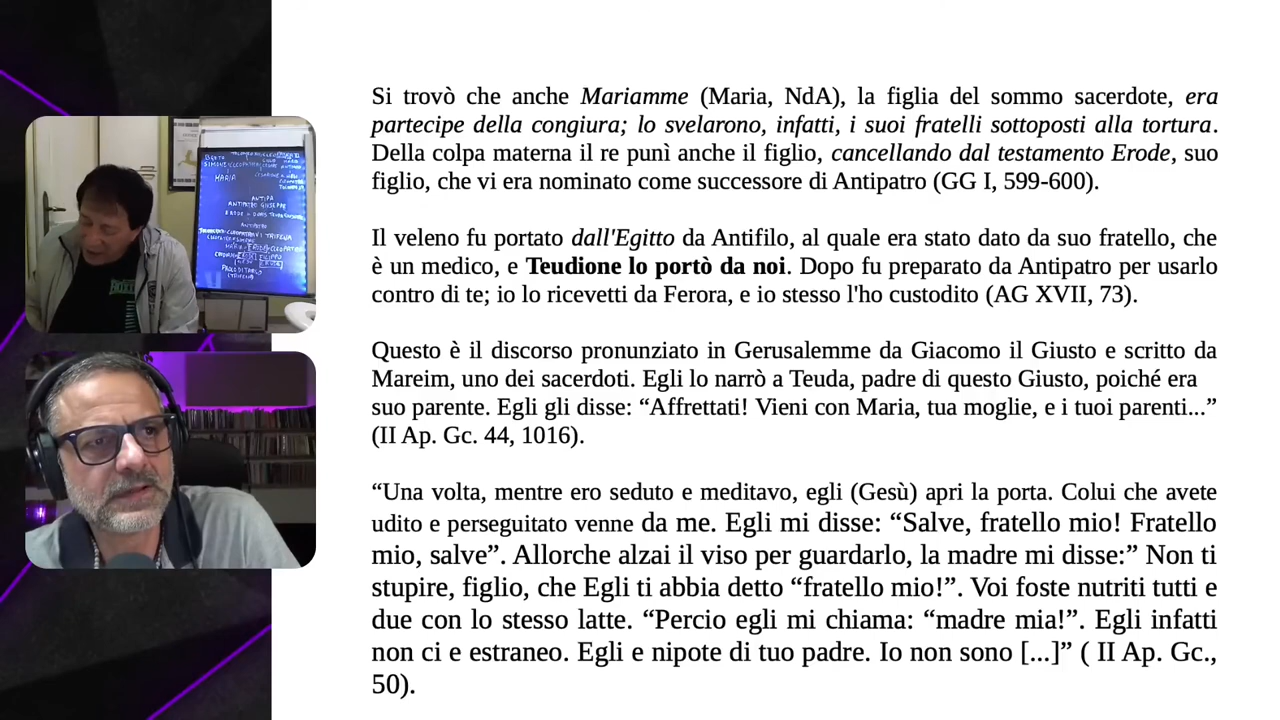 Si trovò che anche Mariamme (Maria, NdA), la figlia del sommo sacerdote, era
partecipe della congiura; lo svelarono, infatti, i suoi fratelli sottoposti alla tortura.
Della colpa materna il re punì anche il figlio, cancellando dal testamento Erode, suo
figlio, che vi era nominato come successore di Antipatro (GG I, 599-600).
Il veleno fu portato dall'Egitto da Antifilo, al quale era stato dato da suo fratello, che
è un medico, e Teudione lo portò da noi. Dopo fu preparato da Antipatro per usarlo
contro di te; io lo ricevetti da Ferora, e io stesso l'ho custodito (AG XVII, 73).
Questo è il discorso pronunziato in Gerusalemme da Giacomo il Giusto e scritto da
Mareim, uno dei sacerdoti. Egli lo narrò a Teuda, padre di questo Giusto, poiché era
suo parente. Egli gli disse: “Affrettati! Vieni con Maria, tua moglie, e i tuoi parenti...”
(II Ap. Gc. 44, 1016).
“Una volta, mentre ero seduto e meditavo, egli (Gesù) apri la porta. Colui che avete
udito e perseguitato venne da me. Egli mi disse: “Salve, fratello mio! Fratello
mio, salve”. Allorche alzai il viso per guardarlo, la madre mi disse:” Non ti
stupire, figlio, che Egli ti abbia detto “fratello mio!”. Voi foste nutriti tutti e
due con lo stesso latte. “Percio egli mi chiama: “madre mia!”. Egli infatti
non ci e estraneo. Egli e nipote di tuo padre. Io non sono [...]” ( II Ap. Gc.,
50).
MARIA
ANTIPA
ANTIPATRO GIUSEPPE
PAOLO DI TARSO